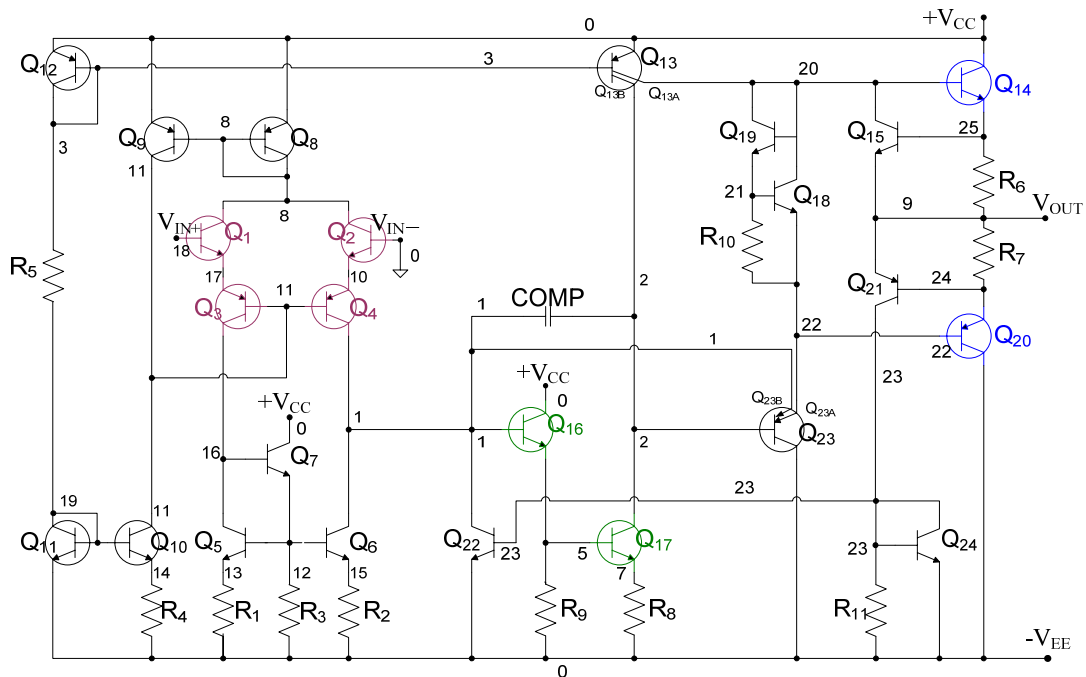 0
+VCC
Q12
3
Q13
Q13B
Q13A
20
Q14
Q9
8
Q8
Q19
Q15
25
3
11
R6
21
Q18
VIN+
8
VIN−
9
VOUT
18
Q1
Q2
0
R10
R5
R7
17
10
Q21
24
Q3
11
Q4
2
1
COMP
22
Q20
1
22
+VCC
+VCC
0
Q23B
Q23A
23
0
Q16
Q23
Q7
1
1
2
16
19
23
11
Q11
Q10
Q5
Q6
Q22
23
5
Q17
23
Q24
14
13
12
15
7
R4
R1
R3
R2
R9
R8
R11
-VEE
0